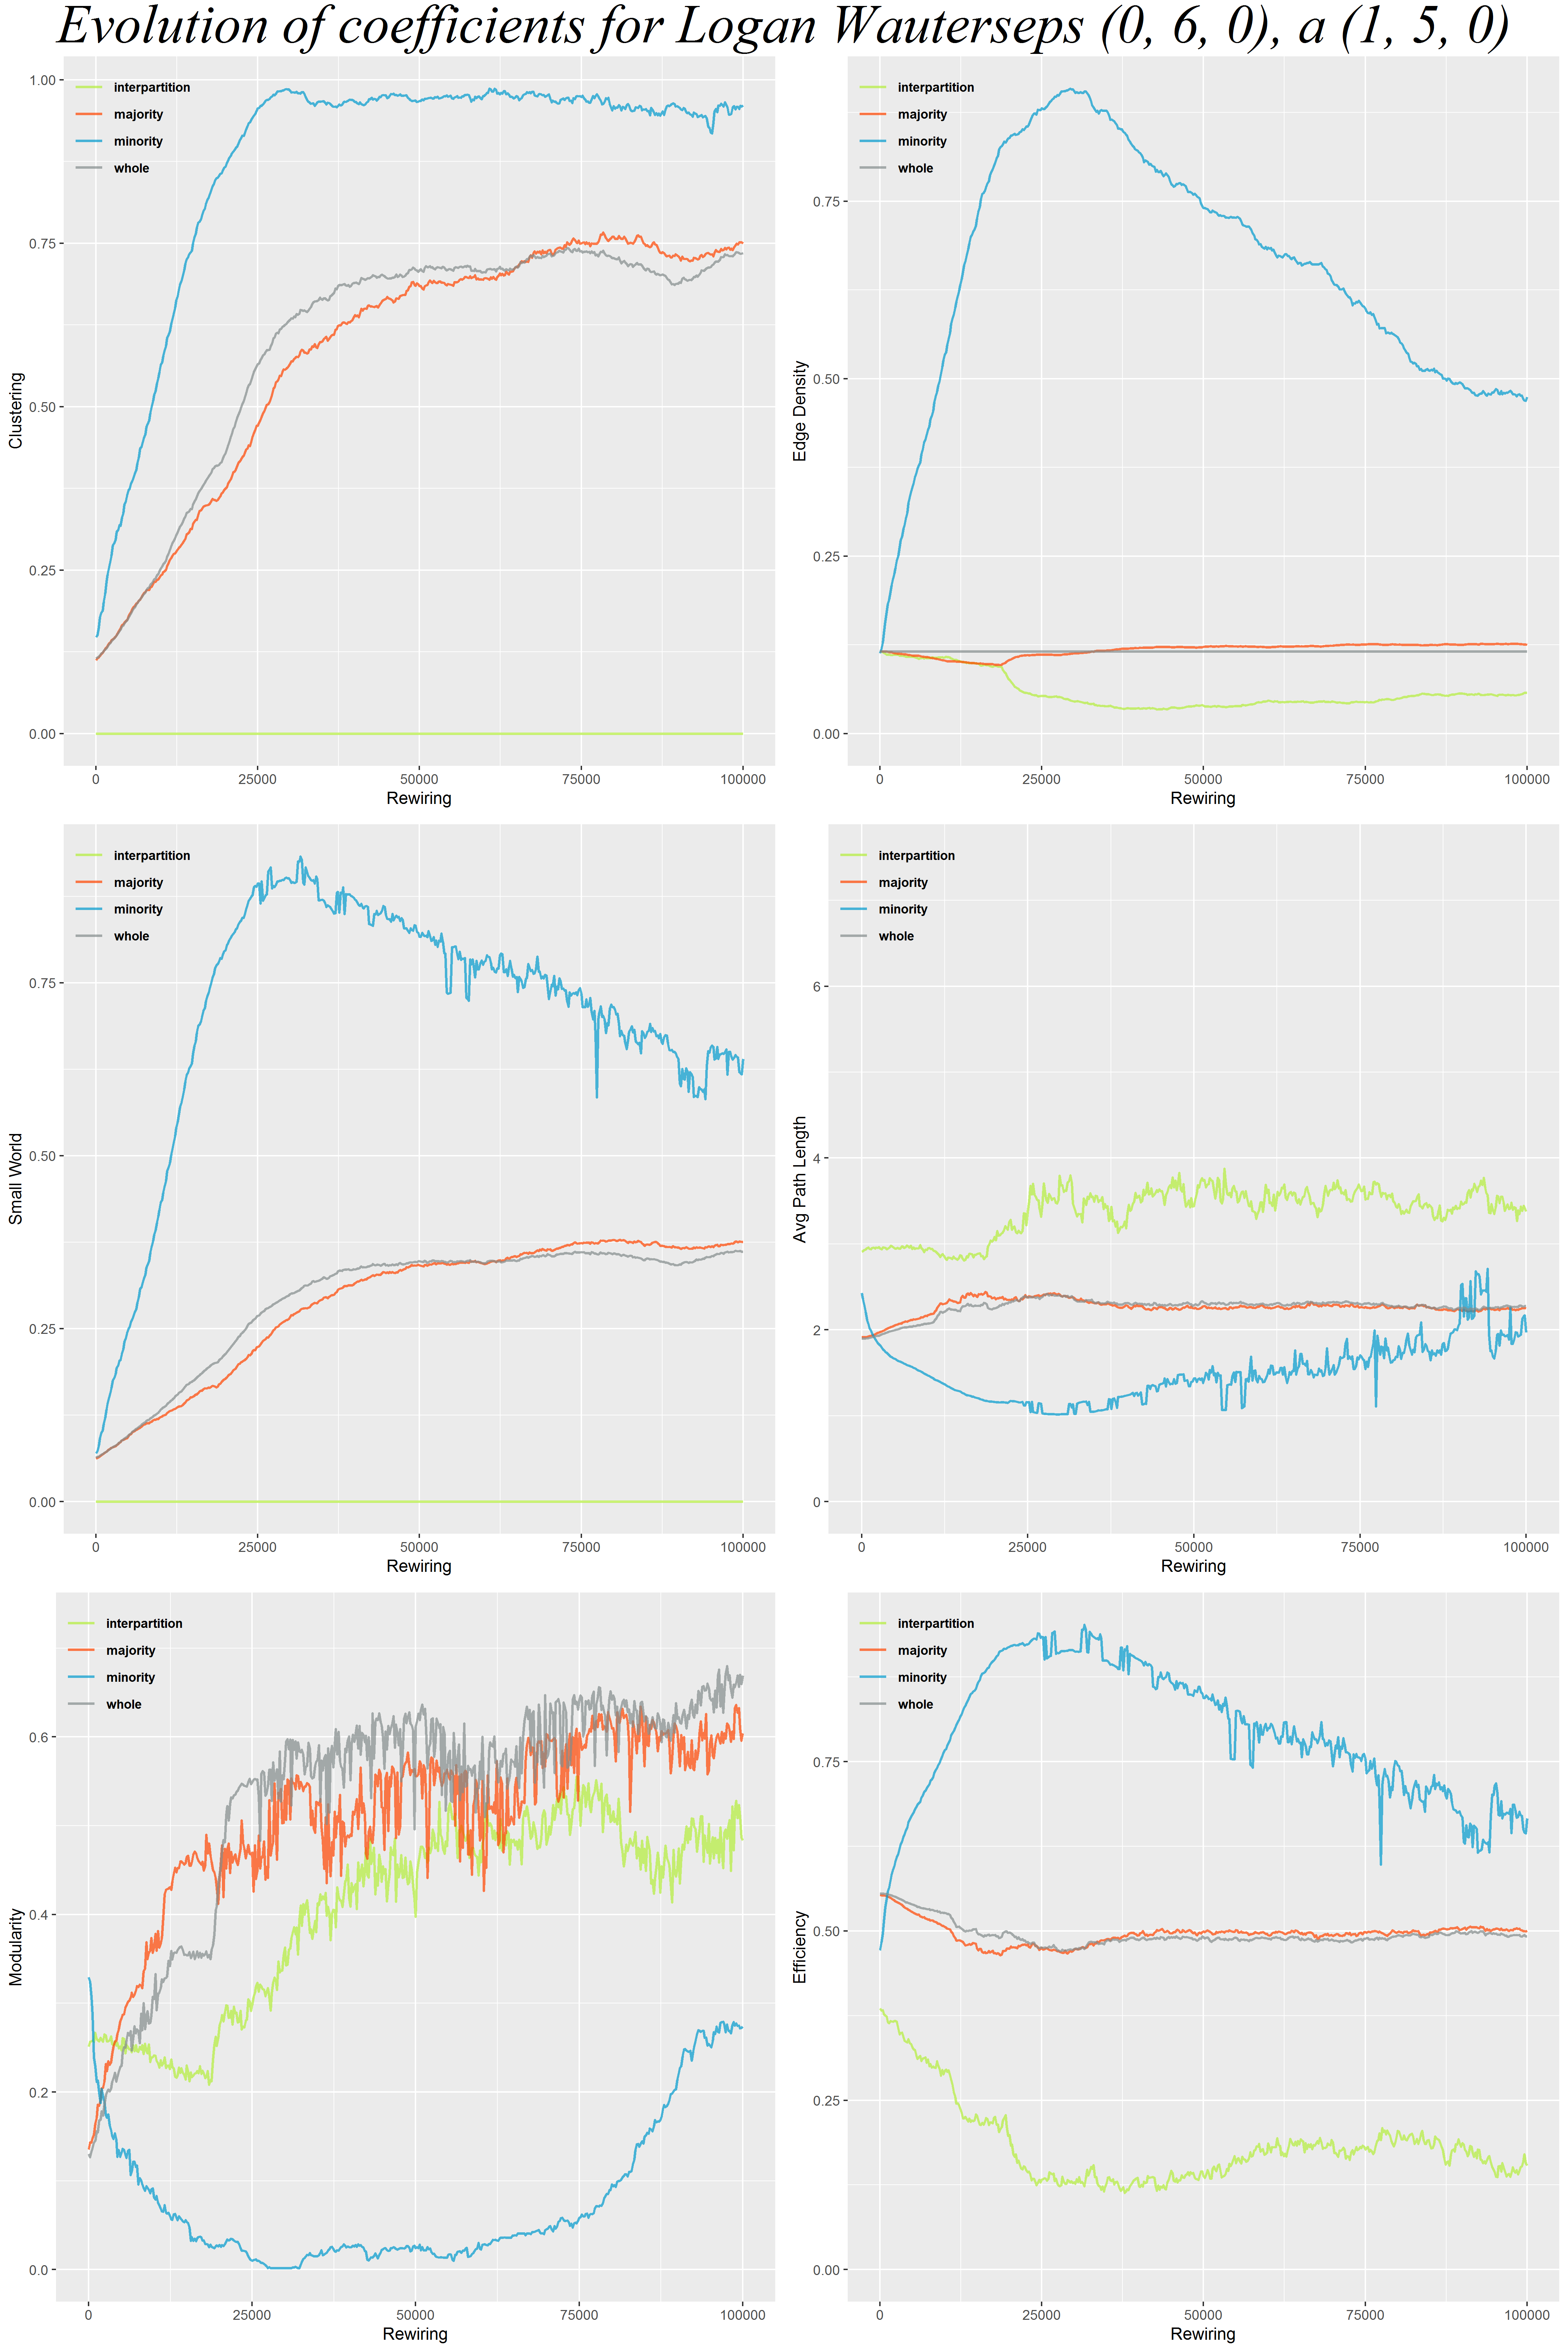 Evolution of coefficients for Logan Wauterseps (0, 6, 0), a (1, 5, 0)
interpartition
majority
minority
whole
1.00
0.75
0.50
0.25
0.00
Clustering
0 25000 50000 75000 100000
Rewiring
interpartition
majority
minority
whole
0.75
0.50
0.25
0.00
Edge Density
0 25000 50000 75000 100000
Rewiring
interpartition
majority
minority
whole
0.75
0.50
0.25
0.00
Small World
0 25000 50000 75000 100000
Rewiring
interpartition
majority
minority
whole
6
4
2
0
Avg Path Length
0 25000 50000 75000 100000
Rewiring
interpartition
majority
minority
whole
0.6
0.4
0.2
0.0
Modularity
0 25000 50000 75000 100000
Rewiring
interpartition
majority
minority
whole
0.75
0.50
0.25
0.00
Efficiency
0 25000 50000 75000 100000
Rewiring